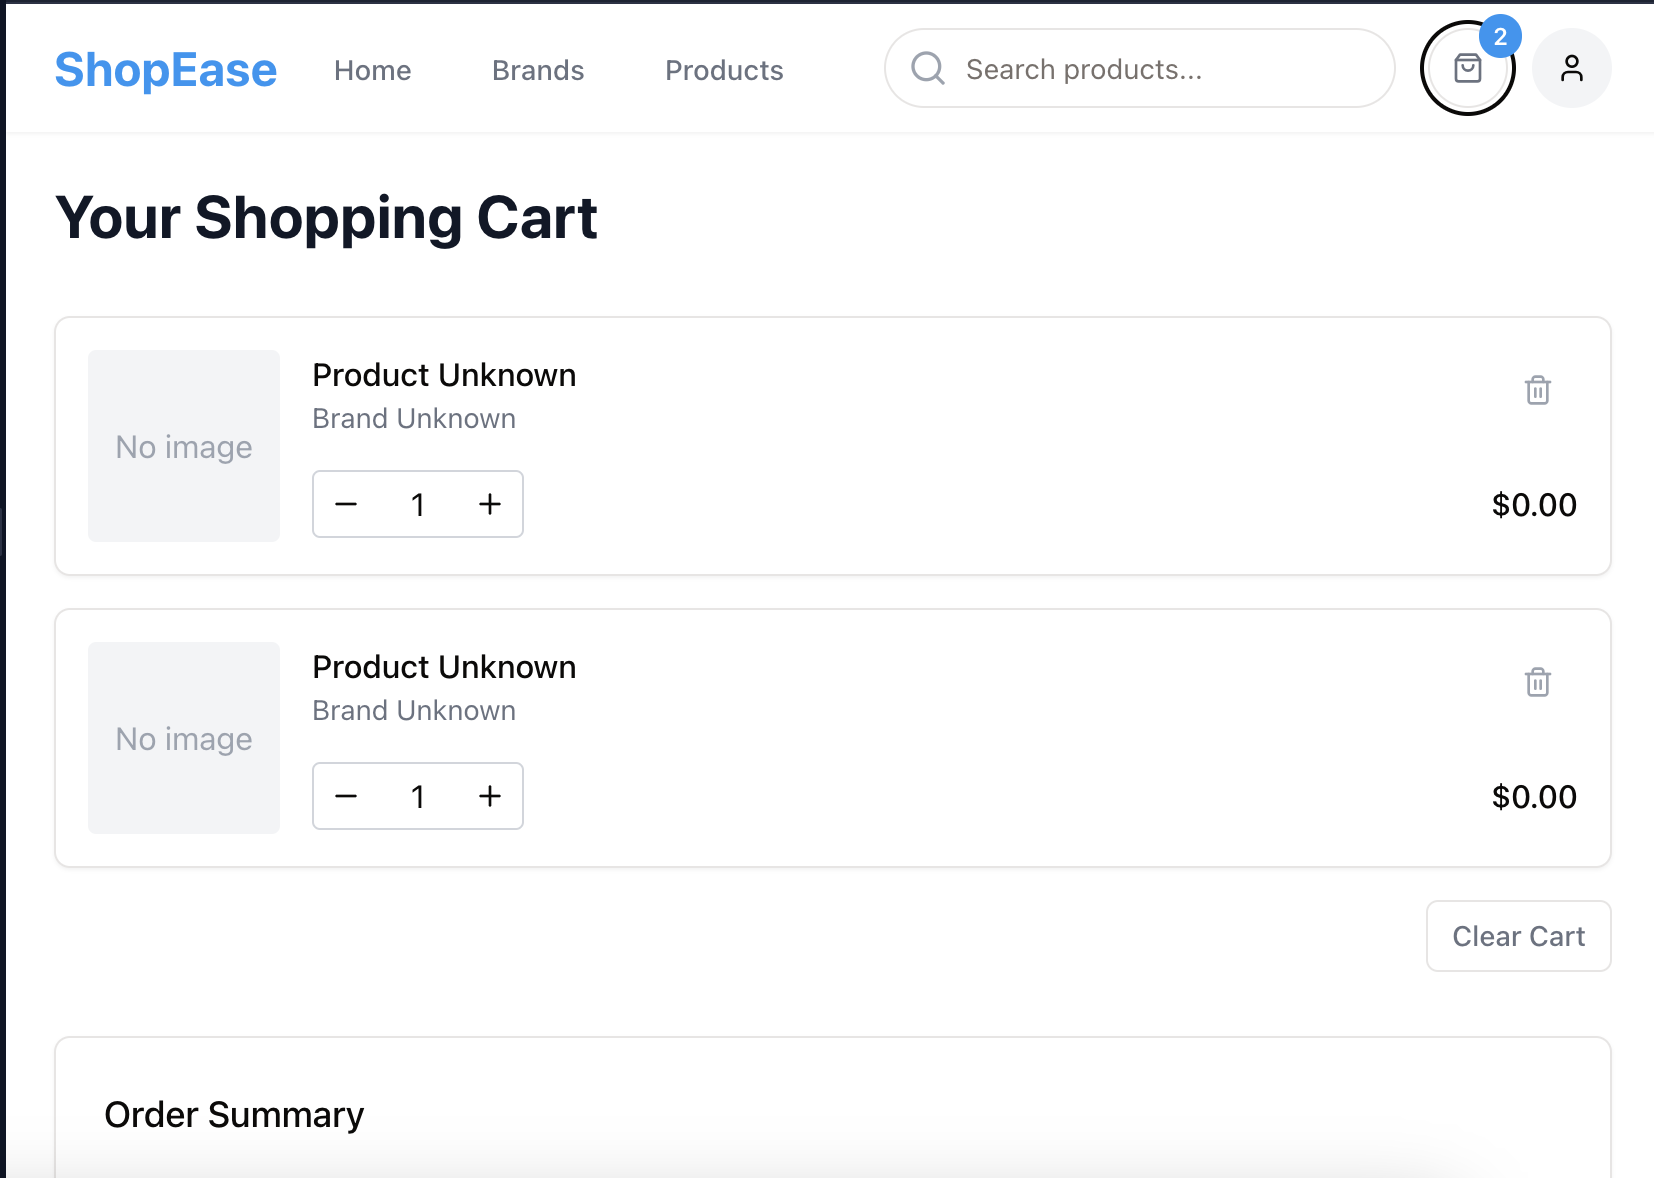 ShopEase Home Brands Products Search products... 2
Your Shopping Cart
No image
Product Unknown
Brand Unknown
1
$0.00
No image
Product Unknown
Brand Unknown
1
$0.00
Clear Cart
Order Summary